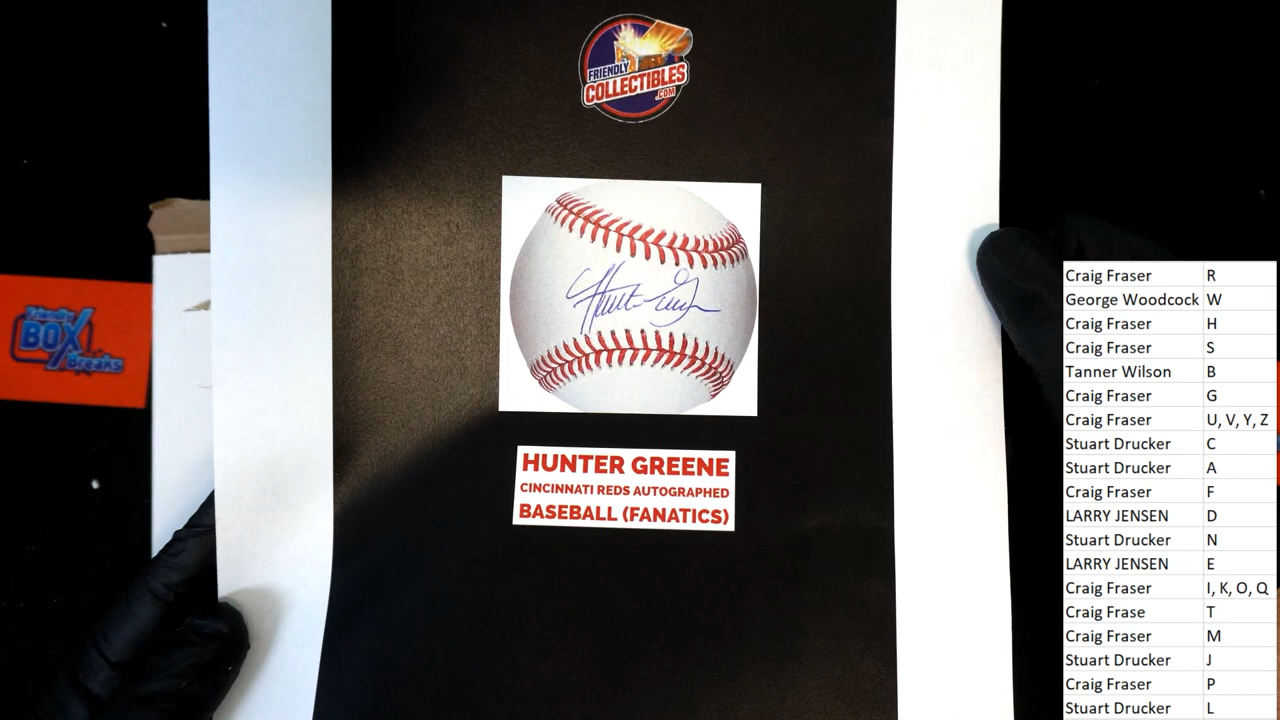 FRIENDLY
COLLECTIBLES
.COM
Friendly
BOX
Breaks
HUNTER GREENE
CINCINNATI REDS AUTOGRAPHED
BASEBALL (FANATICS)
Craig Fraser R
George Woodcock W
Craig Fraser H
Craig Fraser S
Tanner Wilson B
Craig Fraser G
Craig Fraser U, V, Y, Z
Stuart Drucker C
Stuart Drucker A
Craig Fraser F
LARRY JENSEN D
Stuart Drucker N
LARRY JENSEN E
Craig Fraser I, K, O, Q
Craig Frase T
Craig Fraser M
Stuart Drucker J
Craig Fraser P
Stuart Drucker L